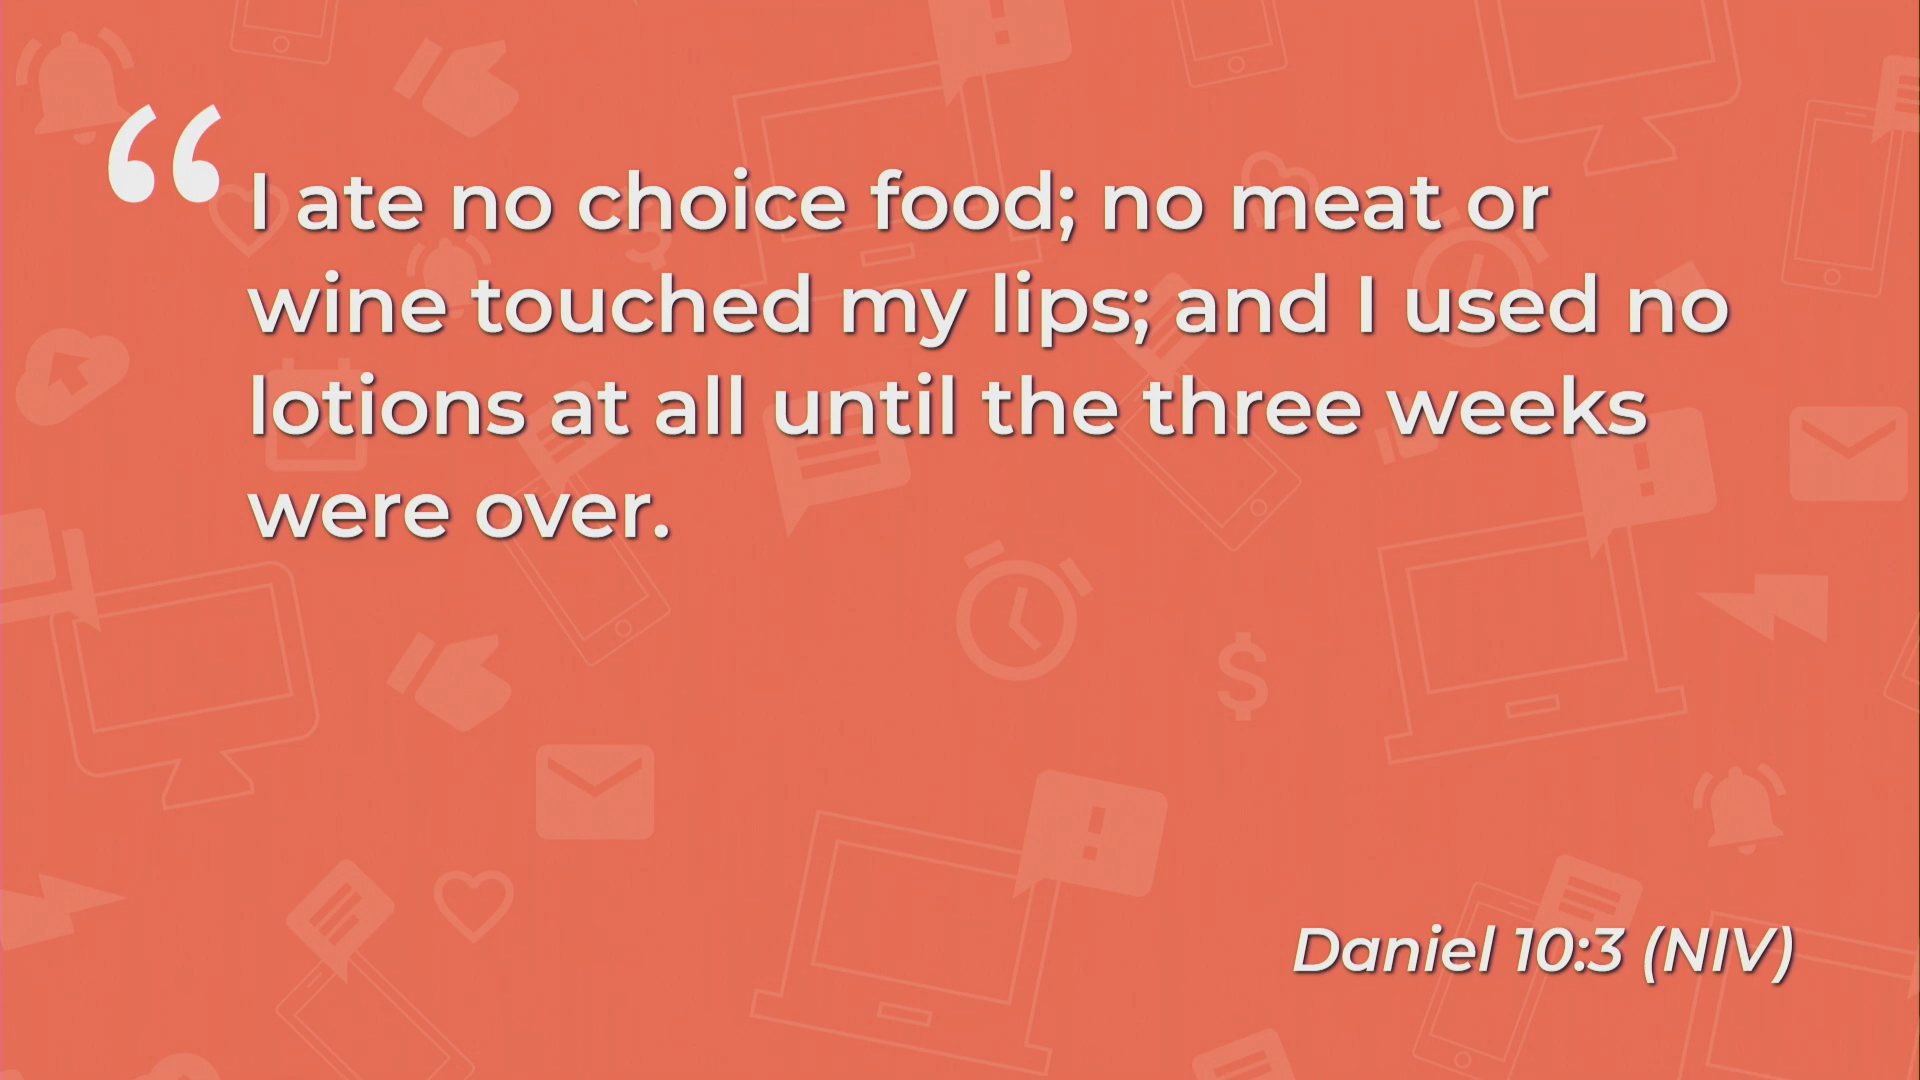 “I ate no choice food; no meat or
wine touched my lips; and I used no
lotions at all until the three weeks
were over.
Daniel 10:3 (NIV)